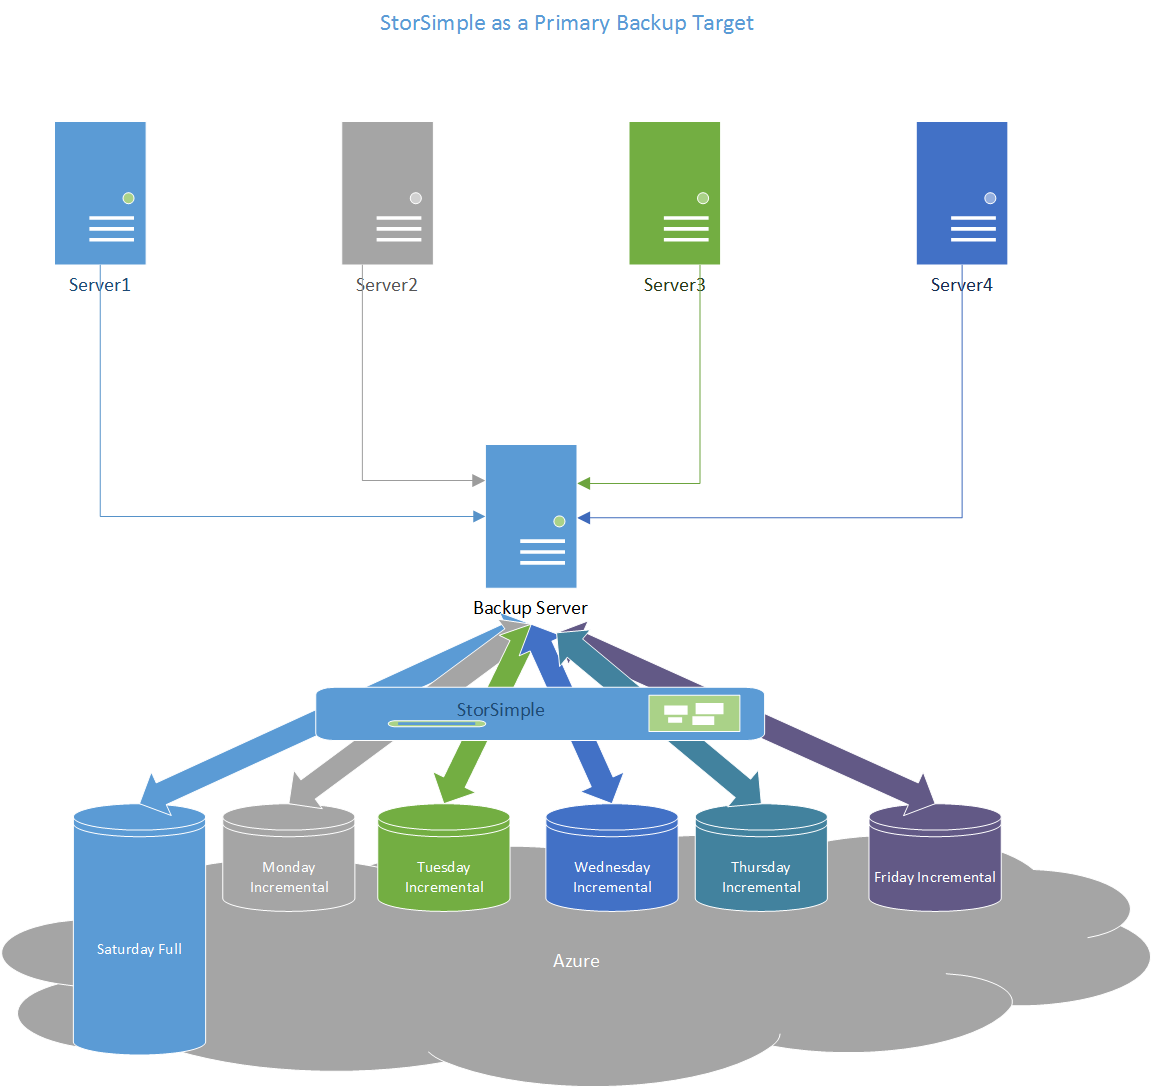 StorSimple as a Primary Backup Target
Server1
Server2
Server3
Server4
Backup Server
StorSimple
Monday
Incremental
Tuesday
Incremental
Wednesday
Incremental
Thursday
Incremental
Friday Incremental
Saturday Full
Azure